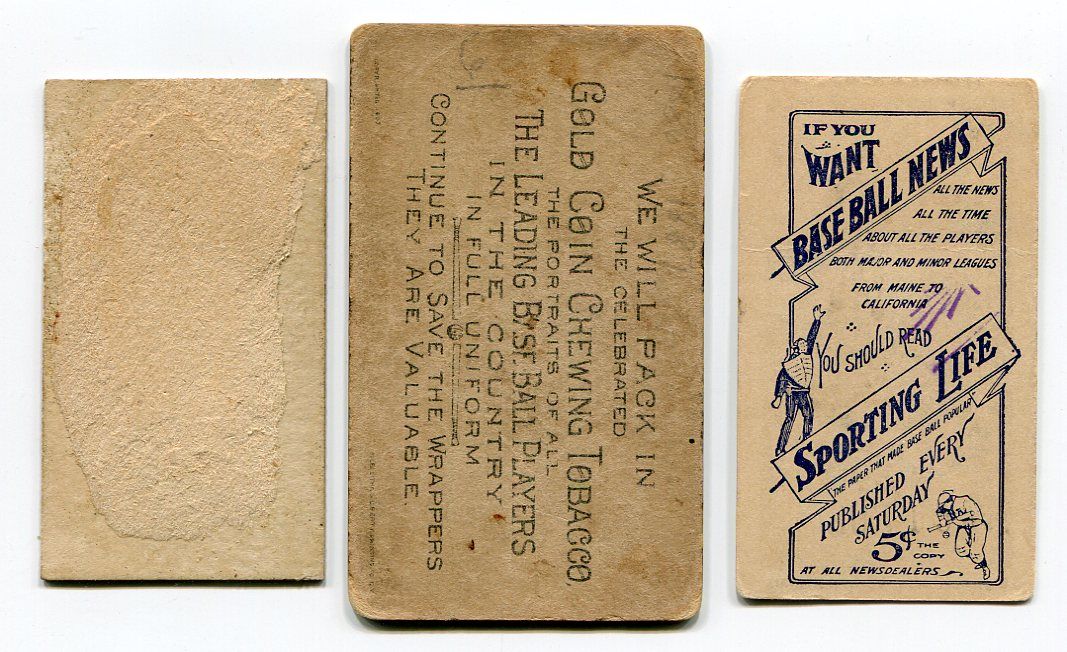 WE WILL PACK IN
THE CELEBRATED
GOLD COIN CHEWING TOBACCO
THE PORTRAITS OF ALL
THE LEADING BASE BALL PLAYERS
IN THE COUNTRY
IN FULL UNIFORM
CONTINUE TO SAVE THE WRAPPERS
THEY ARE VALUABLE.
IF YOU
WANT
BASE BALL NEWS
ALL THE NEWS
ALL THE TIME
ABOUT ALL THE PLAYERS
BOTH MAJOR AND MINOR LEAGUES
FROM MAINE TO
CALIFORNIA
YOU SHOULD READ
SPORTING LIFE
THE PAPER THAT MADE BASE BALL POPULAR
PUBLISHED EVERY
SATURDAY
5¢ THE
COPY
AT ALL NEWSDEALERS